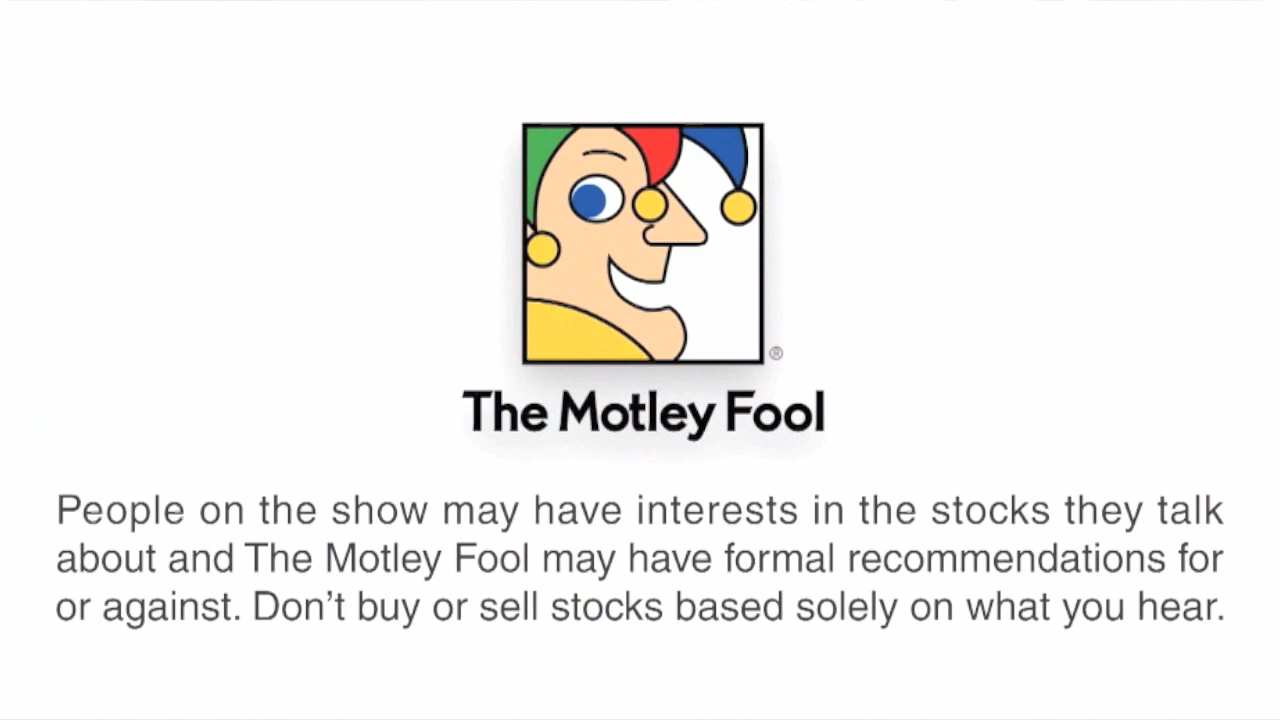 ®
The Motley Fool
People on the show may have interests in the stocks they talk
about and The Motley Fool may have formal recommendations for
or against. Don’t buy or sell stocks based solely on what you hear.